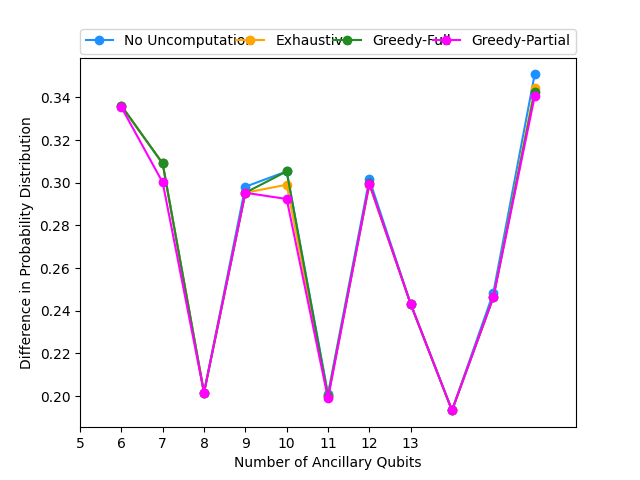 No Uncomputation Exhaustive Greedy-Full Greedy-Partial
Difference in Probability Distribution
0.34
0.32
0.30
0.28
0.26
0.24
0.22
0.20
5 6 7 8 9 10 11 12 13
Number of Ancillary Qubits